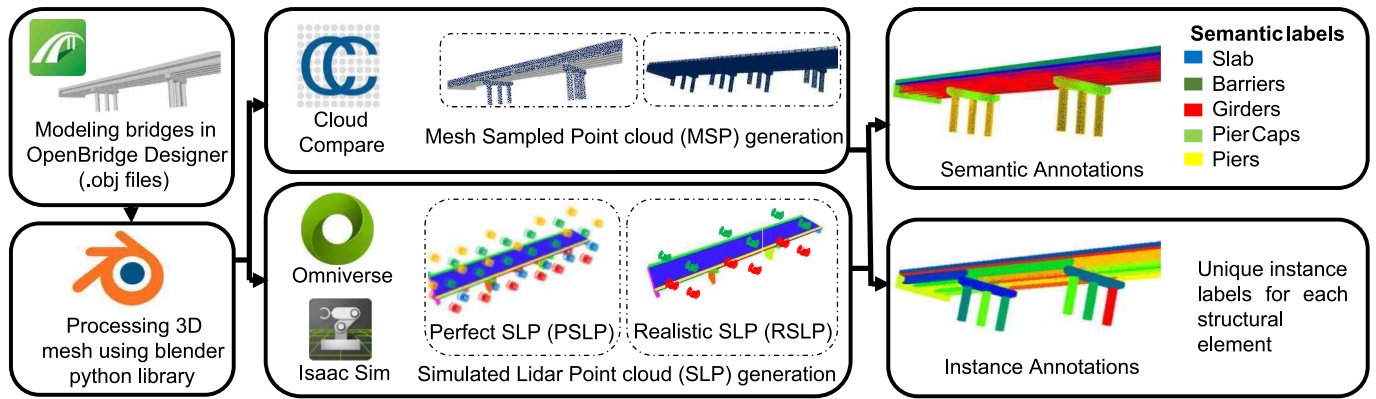 Modeling bridges in
OpenBridge Designer
(.obj files)
Processing 3D
mesh using blender
python library
CC
Cloud
Compare
Mesh Sampled Point cloud (MSP) generation
Omniverse
Isaac Sim
Perfect SLP (PSLP)
Realistic SLP (RSLP)
Simulated Lidar Point cloud (SLP) generation
Semantic Annotations
Semantic labels
Slab
Barriers
Girders
Pier Caps
Piers
Instance Annotations
Unique instance
labels for each
structural
element